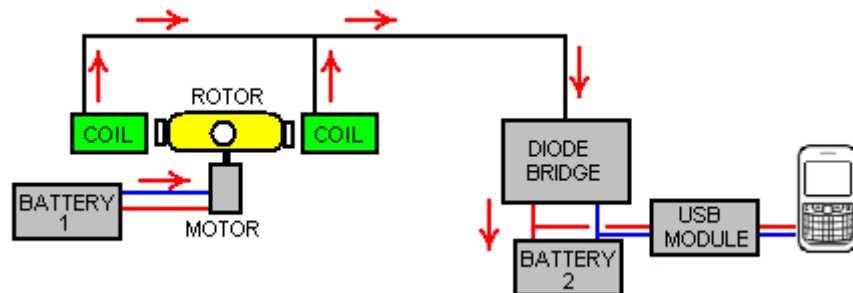 ROTOR
COIL
COIL
DIODE
BRIDGE
BATTERY
1
MOTOR
USB
MODULE
BATTERY
2